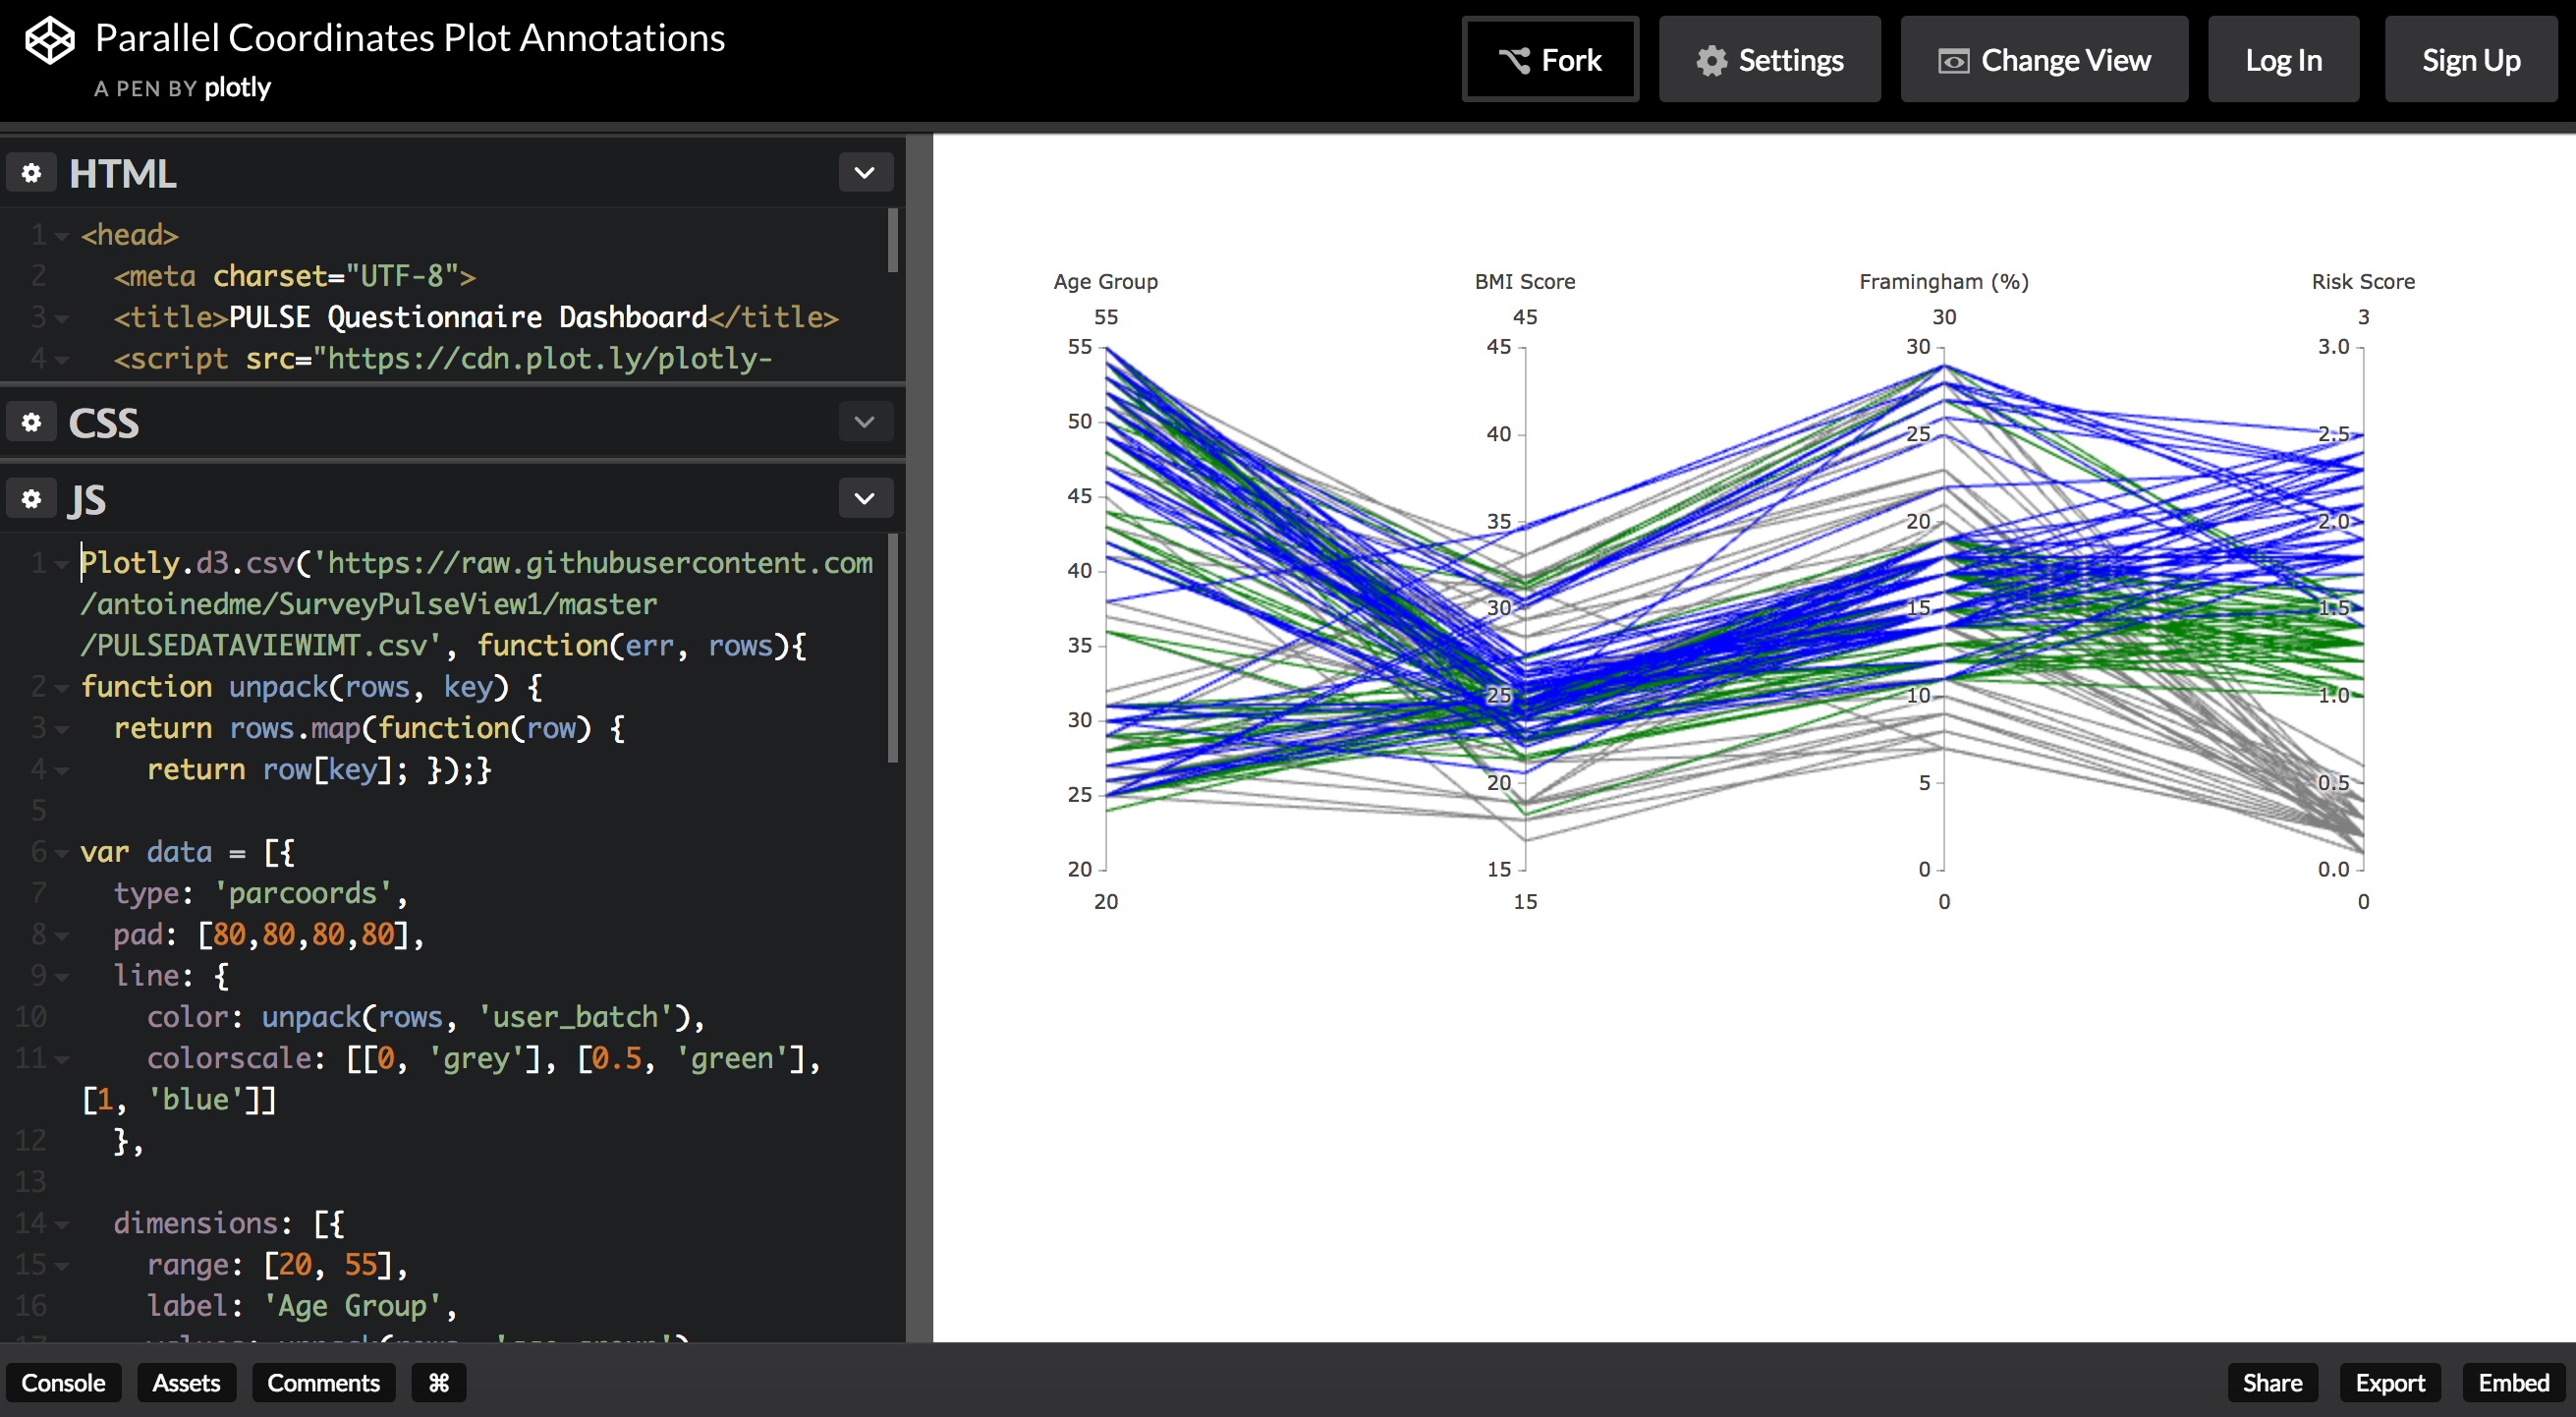 Parallel Coordinates Plot Annotations
A PEN BY plotly
Fork
Settings
Change View
Log In
Sign Up
HTML
1 <head>
2 <meta charset="UTF-8">
3 <title>PULSE Questionnaire Dashboard</title>
4 <script src="https://cdn.plot.ly/plotly-
CSS
JS
1 Plotly.d3.csv('https://raw.githubusercontent.com
/antoinedme/SurveyPulseView1/master
/PULSEDATAVIEWIMT.csv', function(err, rows){
2 function unpack(rows, key) {
3 return rows.map(function(row) {
4 return row[key]; });}
5
6 var data = [{
7 type: 'parcoords',
8 pad: [80,80,80,80],
9 line: {
10 color: unpack(rows, 'user_batch'),
11 colorscale: [[0, 'grey'], [0.5, 'green'],
[1, 'blue']]
12 },
13
14 dimensions: [{
15 range: [20, 55],
16 label: 'Age Group',
Age Group
55
55
50
45
40
35
30
25
20
20
BMI Score
45
45
40
35
30
25
20
15
15
Framingham (%)
30
30
25
20
15
10
5
0
0
Risk Score
3
3.0
2.5
2.0
1.5
1.0
0.5
0.0
0
Console
Assets
Comments
⌘
Share
Export
Embed